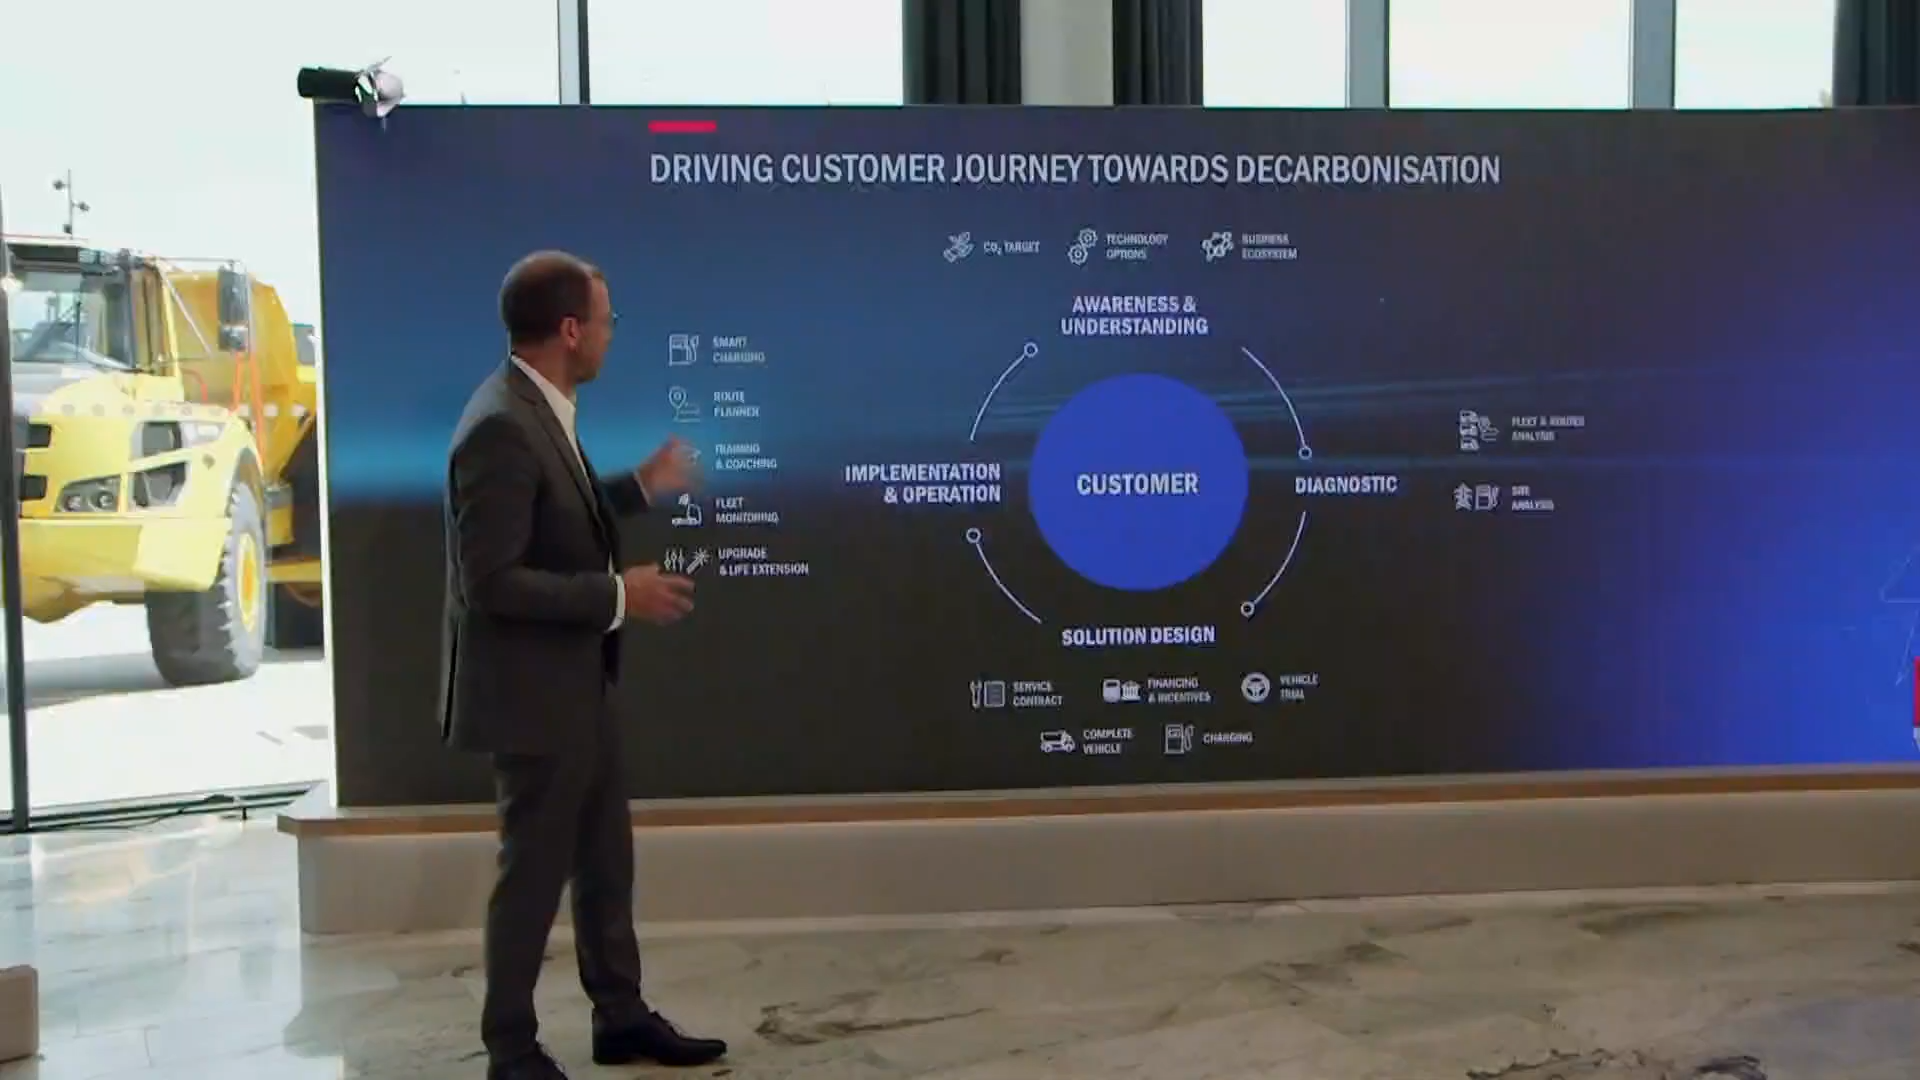 DRIVING CUSTOMER JOURNEY TOWARDS DECARBONISATION
CO₂ TARGET
TECHNOLOGY
OPTIONS
BUSINESS
ECOSYSTEM
AWARENESS &
UNDERSTANDING
SMART
CHARGING
ROUTE
PLANNER
TRAINING
& COACHING
FLEET
MONITORING
UPGRADE
& LIFE EXTENSION
IMPLEMENTATION
& OPERATION
CUSTOMER
DIAGNOSTIC
FLEET & ROUTES
ANALYSIS
SITE
ANALYSIS
SOLUTION DESIGN
SERVICE
CONTRACT
FINANCING
& INCENTIVES
VEHICLE
TRIAL
COMPLETE
VEHICLE
CHARGING